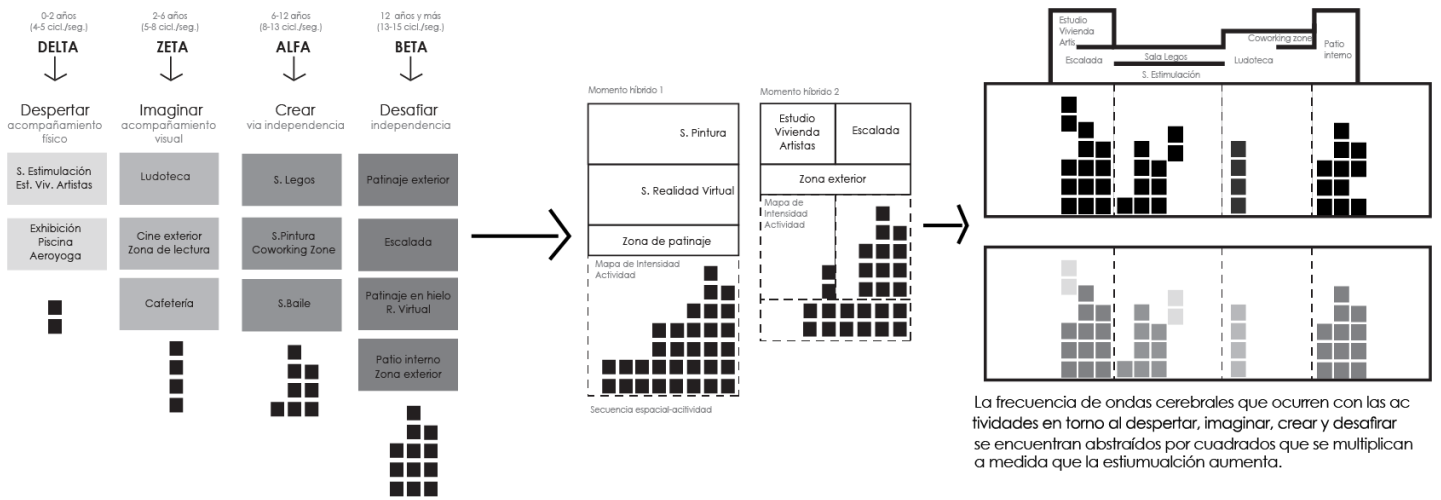 0-2 años
(4-5 cicl./seg.)
DELTA
Despertar
acompañamiento
físico
S. Estimulación
Est. Viv. Artistas
Exhibición
Piscina
Aeroyoga
2-6 años
(5-8 cicl./seg.)
ZETA
Imaginar
acompañamiento
visual
Ludoteca
Cine exterior
Zona de lectura
Cafetería
6-12 años
(8-13 cicl./seg.)
ALFA
Crear
via independencia
S. Legos
S.Pintura
Coworking Zone
S.Baile
12 años y más
(13-15 cicl./seg.)
BETA
Desafiar
independencia
Patinaje exterior
Escalada
Patinaje en hielo
R. Virtual
Patio interno
Zona exterior
Momento híbrido 1
S. Pintura
S. Realidad Virtual
Zona de patinaje
Mapa de Intensidad
Actividad
Secuencia espacial-acitividad
Momento híbrido 2
Estudio
Vivienda
Artistas
Escalada
Zona exterior
Mapa de
Intensidad
Actividad
Estudio
Vivienda
Artis
Escalada
Sala Legos
S. Estimulación
Coworking zone
Ludoteca
Patio
interno
La frecuencia de ondas cerebrales que ocurren con las ac
tividades en torno al despertar, imaginar, crear y desafirar
se encuentran abstraídos por cuadrados que se multiplican
a medida que la estiumualción aumenta.